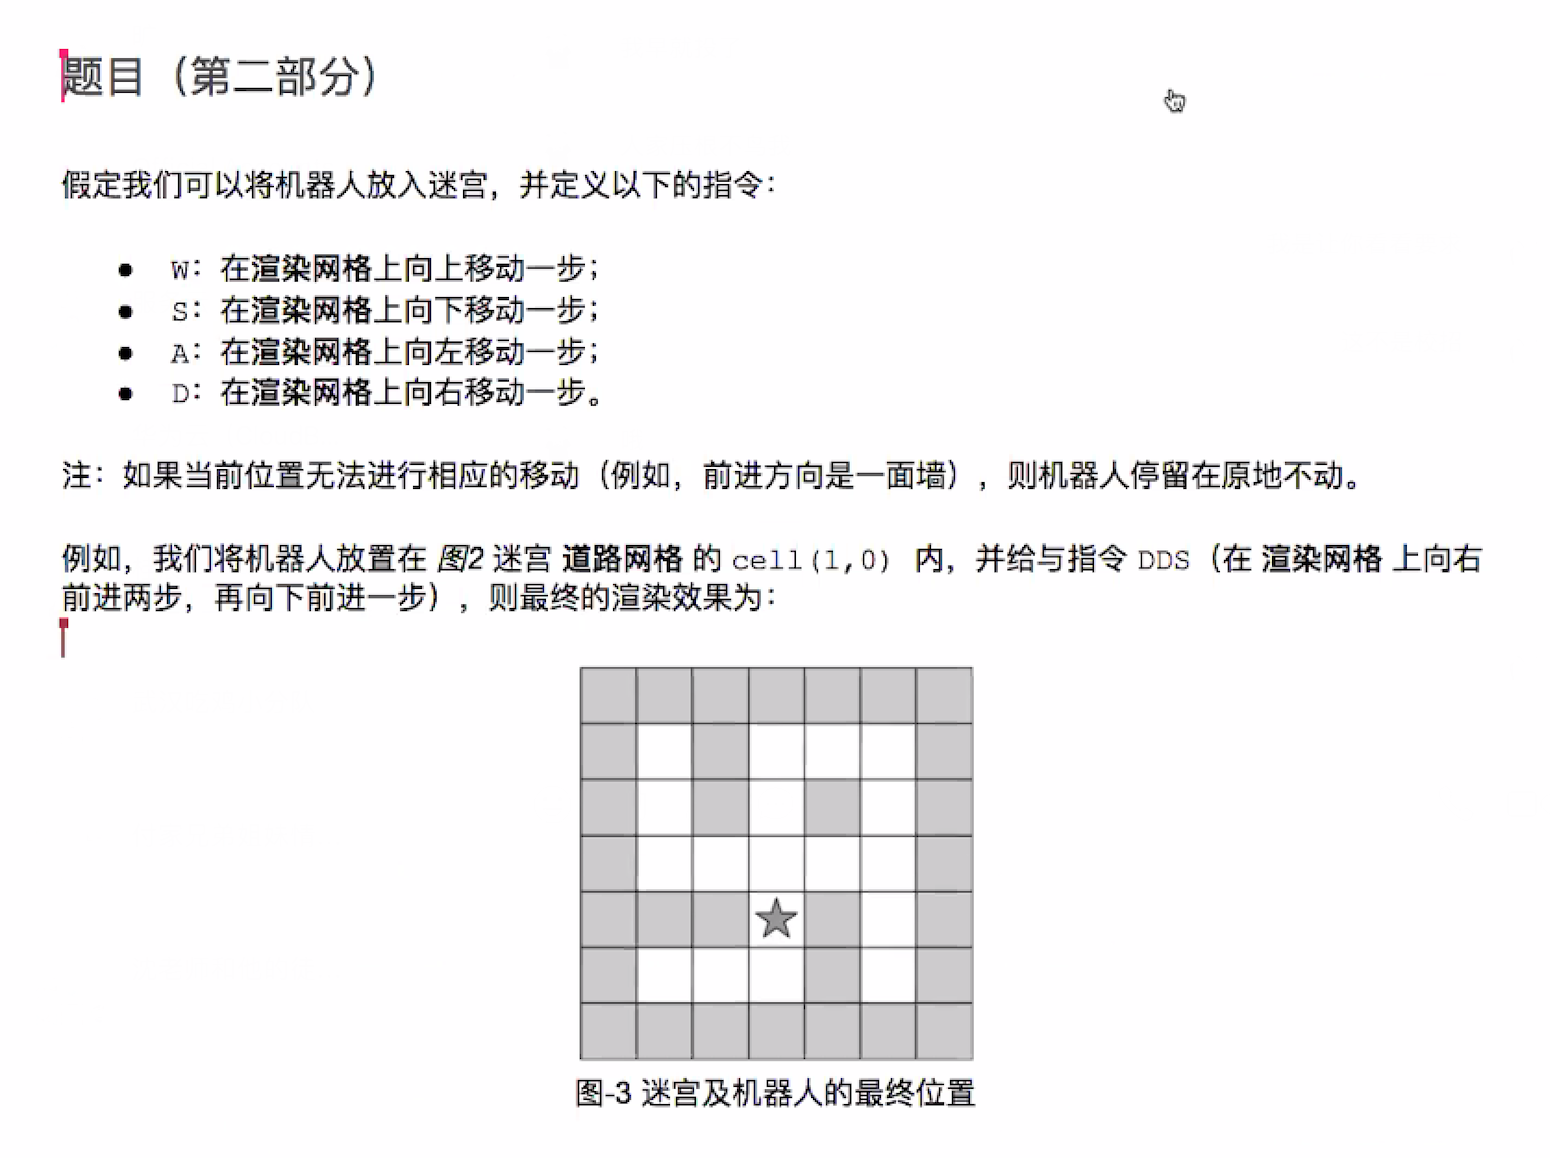 题目（第二部分）
假定我们可以将机器人放入迷宫，并定义以下的指令：
● W：在渲染网格上向上移动一步；
● S：在渲染网格上向下移动一步；
● A：在渲染网格上向左移动一步；
● D：在渲染网格上向右移动一步。
注：如果当前位置无法进行相应的移动（例如，前进方向是一面墙），则机器人停留在原地不动。
例如，我们将机器人放置在 图2 迷宫 道路网格 的 cell(1,0) 内，并给与指令 DDS（在 渲染网格 上向右
前进两步，再向下前进一步），则最终的渲染效果为：
图-3 迷宫及机器人的最终位置